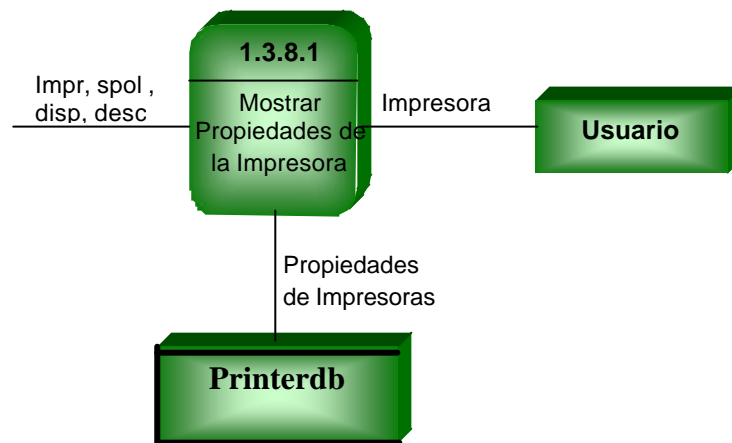 1.3.8.1
Impr, spol ,
disp, desc
Mostrar
Propiedades de
la Impresora
Impresora
Usuario
Propiedades
de Impresoras
Printerdb